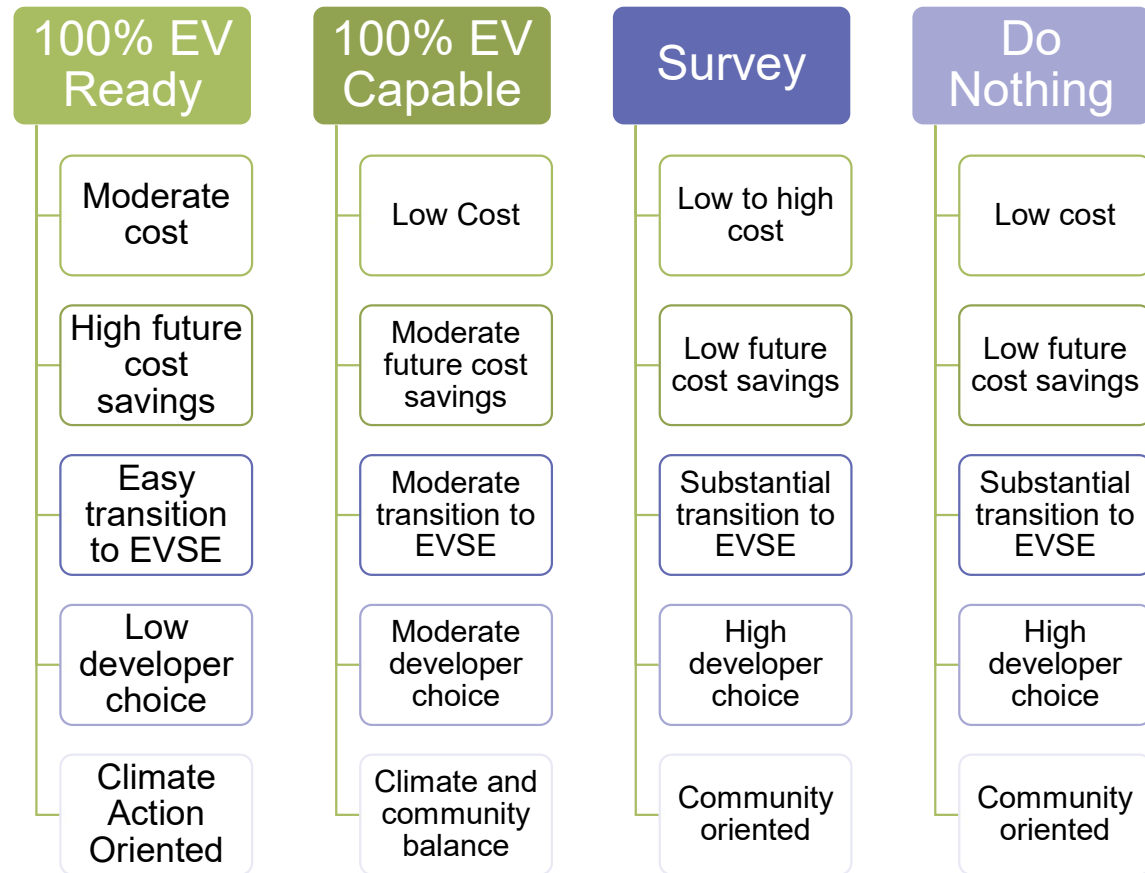 100% EV
Ready
Moderate
cost
High future
cost
savings
Easy
transition
to EVSE
Low
developer
choice
Climate
Action
Oriented
100% EV
Capable
Low Cost
Moderate
future cost
savings
Moderate
transition to
EVSE
Moderate
developer
choice
Climate and
community
balance
Survey
Low to high
cost
Low future
cost savings
Substantial
transition to
EVSE
High
developer
choice
Community
oriented
Do
Nothing
Low cost
Low future
cost savings
Substantial
transition to
EVSE
High
developer
choice
Community
oriented